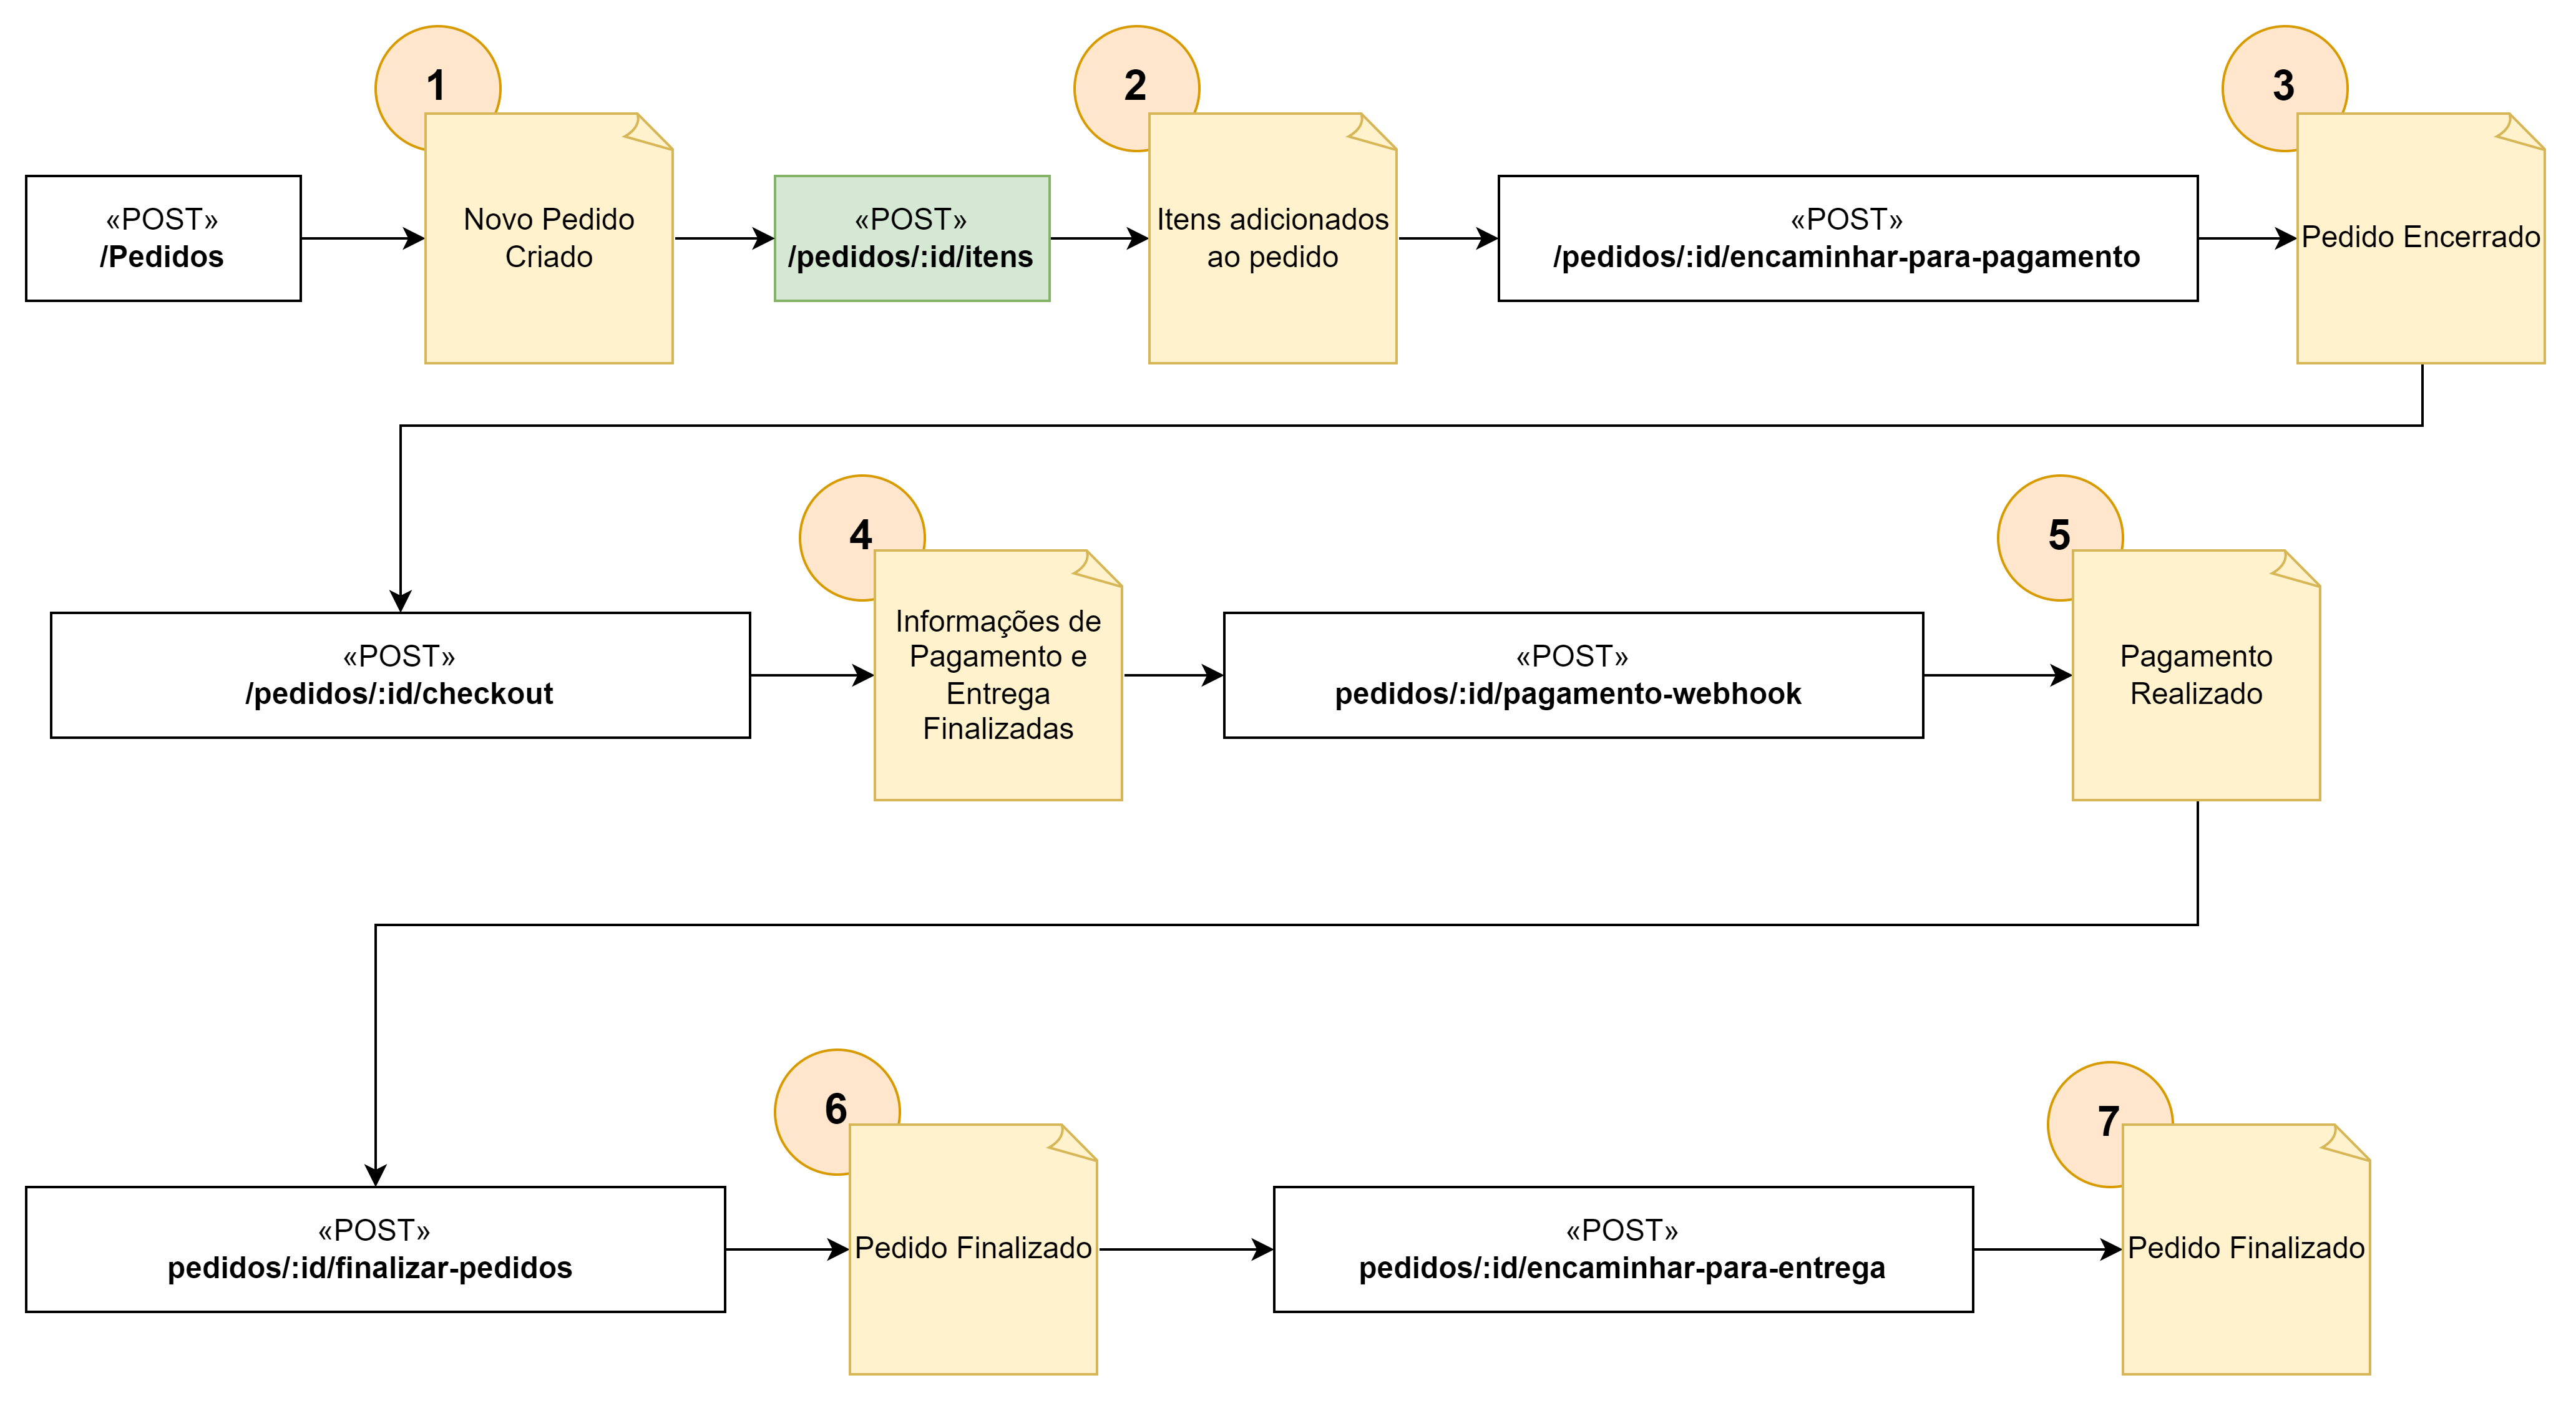 1
«POST»
/Pedidos
Novo Pedido
Criado
«POST»
/pedidos/:id/itens
2
Itens adicionados
ao pedido
«POST»
/pedidos/:id/encaminhar-para-pagamento
3
Pedido Encerrado
«POST»
/pedidos/:id/checkout
4
Informações de
Pagamento e
Entrega
Finalizadas
«POST»
pedidos/:id/pagamento-webhook
5
Pagamento
Realizado
«POST»
pedidos/:id/finalizar-pedidos
6
Pedido Finalizado
«POST»
pedidos/:id/encaminhar-para-entrega
7
Pedido Finalizado